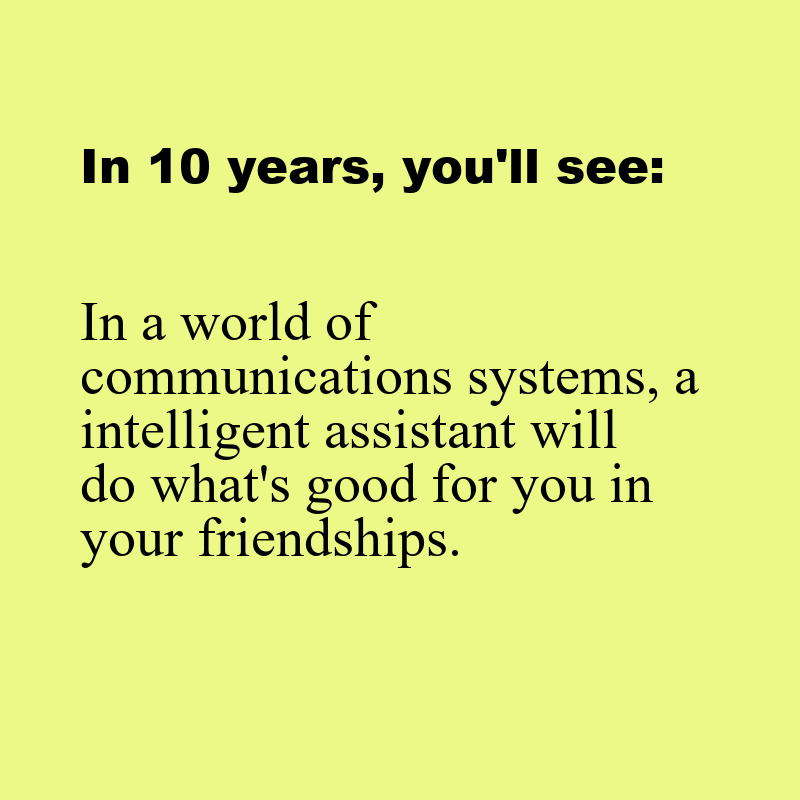 In 10 years, you'll see:
In a world of
communications systems, a
intelligent assistant will
do what's good for you in
your friendships.